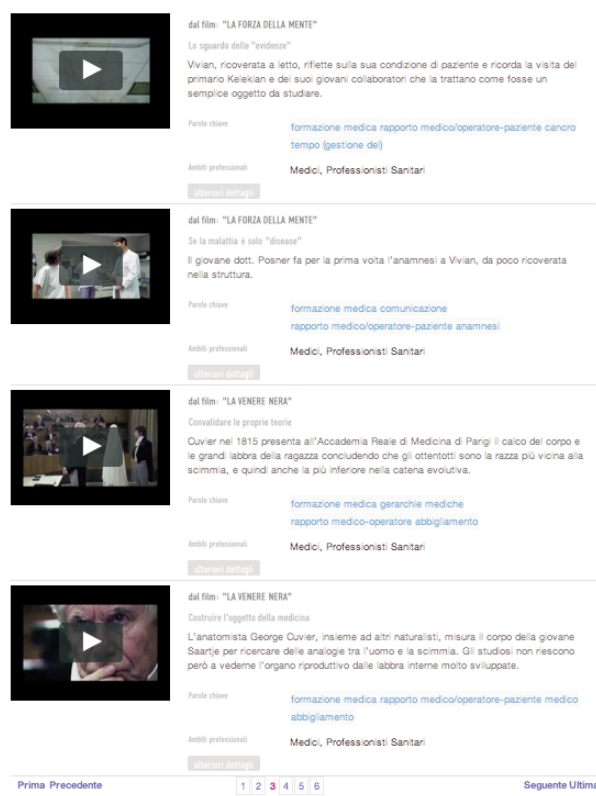 dal film: "LA FORZA DELLA MENTE"
Lo sguardo delle "evidenze"
Vivian, ricoverata a letto, riflette sulla sua condizione di paziente e ricorda la visita del
primario Kelekian e dei suoi giovani collaboratori che la trattano come fosse un
semplice oggetto da studiare.
Parole chiave
formazione medica rapporto medico/operatore-paziente cancro
tempo (gestione del)
Ambiti professionali
Medici, Professionisti Sanitari
ulteriori dettagli
dal film: "LA FORZA DELLA MENTE"
Se la malattia è solo "disease"
Il giovane dott. Posner fa per la prima volta l'anamnesi a Vivian, da poco ricoverata
nella struttura.
Parole chiave
formazione medica comunicazione
rapporto medico/operatore-paziente anamnesi
Ambiti professionali
Medici, Professionisti Sanitari
ulteriori dettagli
dal film: "LA VENERE NERA"
Convalidare le proprie teorie
Cuvier nel 1815 presenta all'Accademia Reale di Medicina di Parigi il calco del corpo e
le grandi labbra della ragazza concludendo che gli ottentotti sono la razza più vicina alla
scimmia, e quindi anche la più inferiore nella catena evolutiva.
Parole chiave
formazione medica gerarchie mediche
rapporto medico-operatore abbigliamento
Ambiti professionali
Medici, Professionisti Sanitari
ulteriori dettagli
dal film: "LA VENERE NERA"
Costruire l'oggetto della medicina
L'anatomista George Cuvier, insieme ad altri naturalisti, misura il corpo della giovane
Saartje per ricercare delle analogie tra l'uomo e la scimmia. Gli studiosi non riescono
però a vederne l'organo riproduttivo dalle labbra interne molto sviluppate.
Parole chiave
formazione medica rapporto medico/operatore-paziente medico
abbigliamento
Ambiti professionali
Medici, Professionisti Sanitari
ulteriori dettagli
Prima Precedente 1 2 3 4 5 6 Seguente Ultima